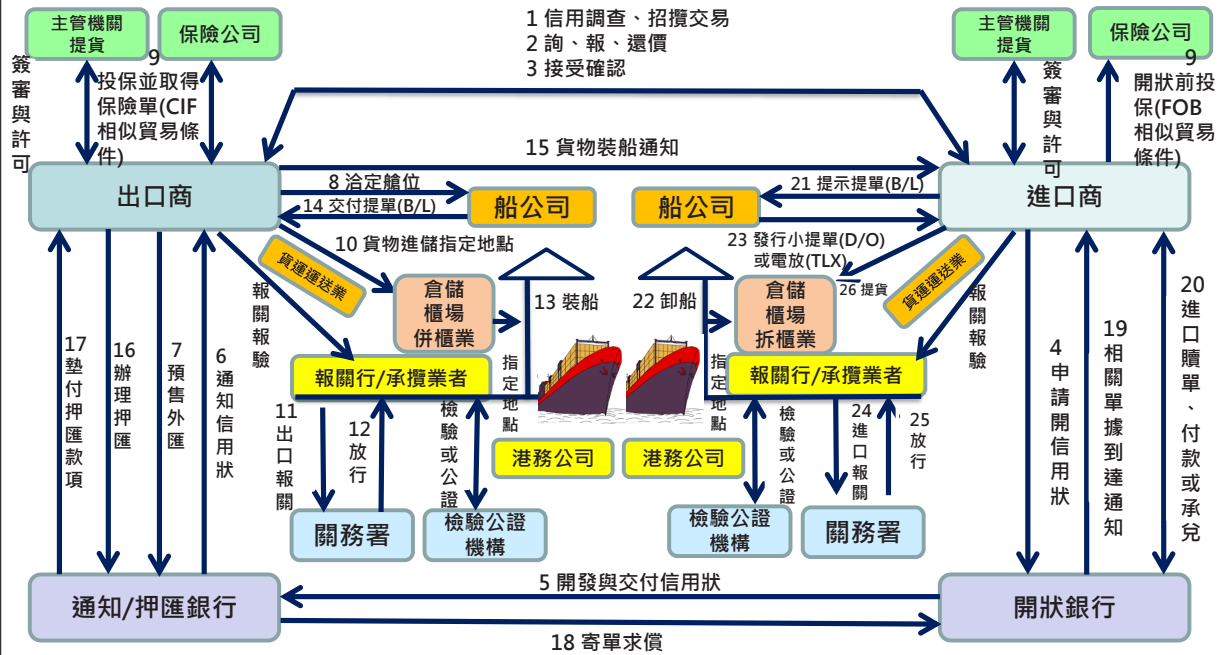 1 信用調查、招攬交易
2 詢、報、還價
3 接受確認
主管機關
提貨
保險公司
簽審與許可
9
投保並取得
保險單(CIF
相似貿易條
件)
主管機關
提貨
保險公司
簽審與許可
9
開狀前投
保(FOB
相似貿易
條件)
15 貨物裝船通知
出口商
8 洽定艙位
14 交付提單(B/L)
船公司
船公司
21 提示提單(B/L)
進口商
10 貨物進儲指定地點
23 發行小提單(D/O)
或電放(TLX)
26 提貨
貨運運送業
報關報驗
倉儲
櫃場
併櫃業
13 裝船
22 卸船
倉儲
櫃場
拆櫃業
貨運運送業
報關報驗
報關行/承攬業者
指定地點
報關行/承攬業者
17墊付押匯款項
16辦理押匯
7預售外匯
6通知信用狀
11出口報關
12放行
檢驗或公證
港務公司
港務公司
檢驗或公證
24進口報關
25放行
4申請開信用狀
19相關單據到達通知
20進口贖單、付款或承兌
關務署
檢驗公證
機構
檢驗公證
機構
關務署
通知/押匯銀行
5 開發與交付信用狀
開狀銀行
18 寄單求償